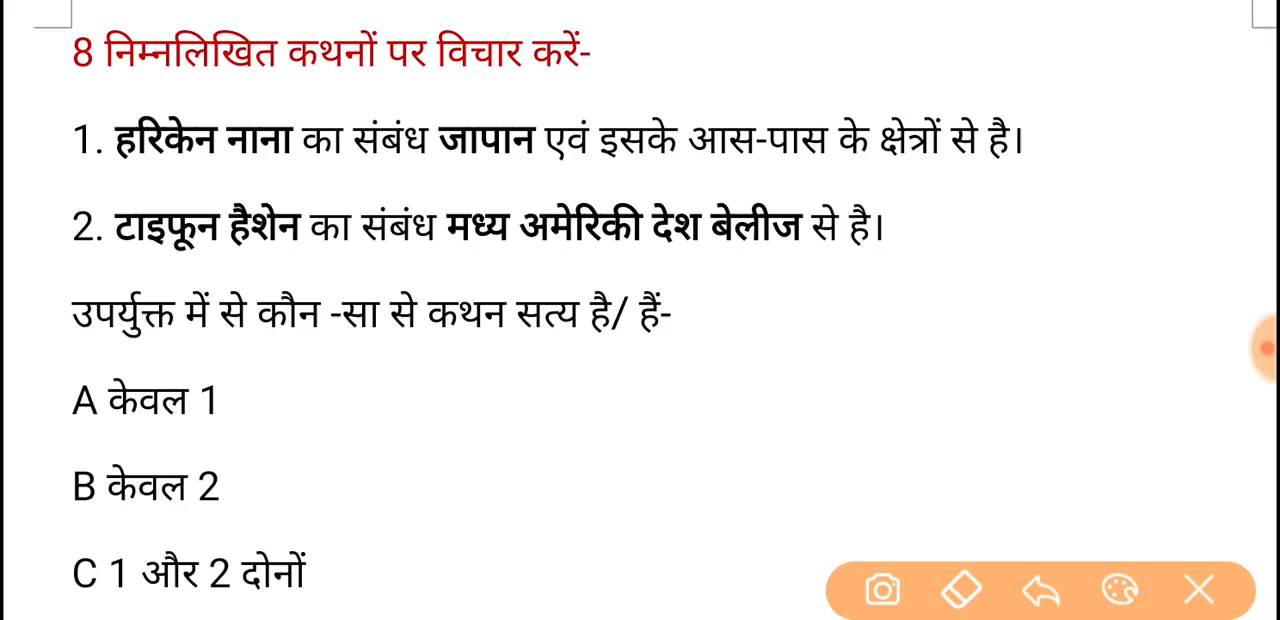 8 निम्नलिखित कथनों पर विचार करें-
1. हरिकेन नाना का संबंध जापान एवं इसके आस-पास के क्षेत्रों से है।
2. टाइफून हैशेन का संबंध मध्य अमेरिकी देश बेलीज से है।
उपर्युक्त में से कौन -सा से कथन सत्य है/ हैं-
A केवल 1
B केवल 2
C 1 और 2 दोनों